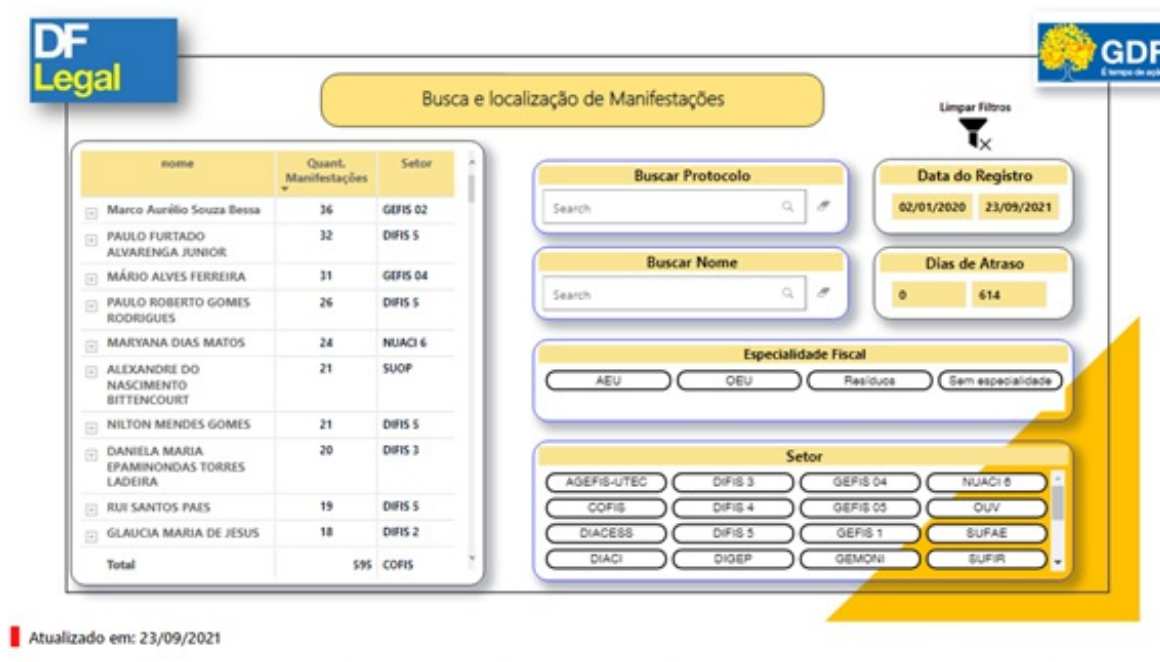 DF
Legal
GDF
É tempo de ação
Busca e localização de Manifestações
Limpar Filtros
nome
Quant.
Manifestações
Setor
Marco Aurélio Souza Bessa 36 GEFIS 02
PAULO FURTADO 32 DIFIS 5
ALVARENGA JUNIOR
MÁRIO ALVES FERREIRA 31 GEFIS 04
PAULO ROBERTO GOMES 26 DIFIS 5
RODRIGUES
MARYANA DIAS MATOS 24 NUACI 6
ALEXANDRE DO 21 SUOP
NASCIMENTO
BITTENCOURT
NILTON MENDES GOMES 21 DIFIS 5
DANIELA MARIA 20 DIFIS 3
EPAMINONDAS TORRES
LADEIRA
RUI SANTOS PAES 19 DIFIS 5
GLAUCIA MARIA DE JESUS 18 DIFIS 2
Total 595 COFIS
Buscar Protocolo
Search
Data do Registro
02/01/2020 23/09/2021
Buscar Nome
Search
Dias de Atraso
0 614
Especialidade Fiscal
AEU OEU Resíduos Sem especialidade
Setor
AGEFIS-UTEC DIFIS 3 GEFIS 04 NUACI 6
COFIS DIFIS 4 GEFIS 05 OUV
DIACESS DIFIS 5 GEFIS 1 SUFAE
DIACI DIGEP GEMONI SUFIR
Atualizado em: 23/09/2021